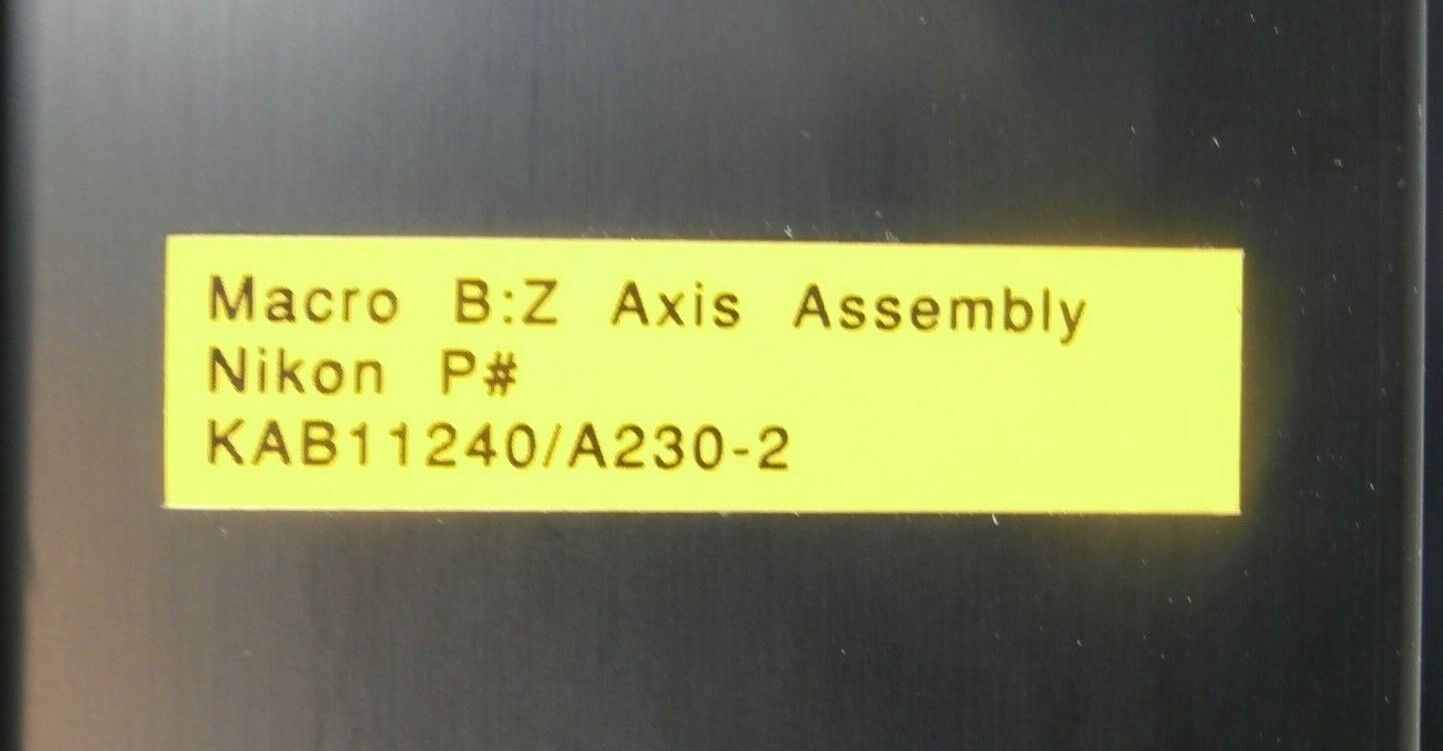 Macro B:Z Axis Assembly
Nikon P#
KAB11240/A230-2